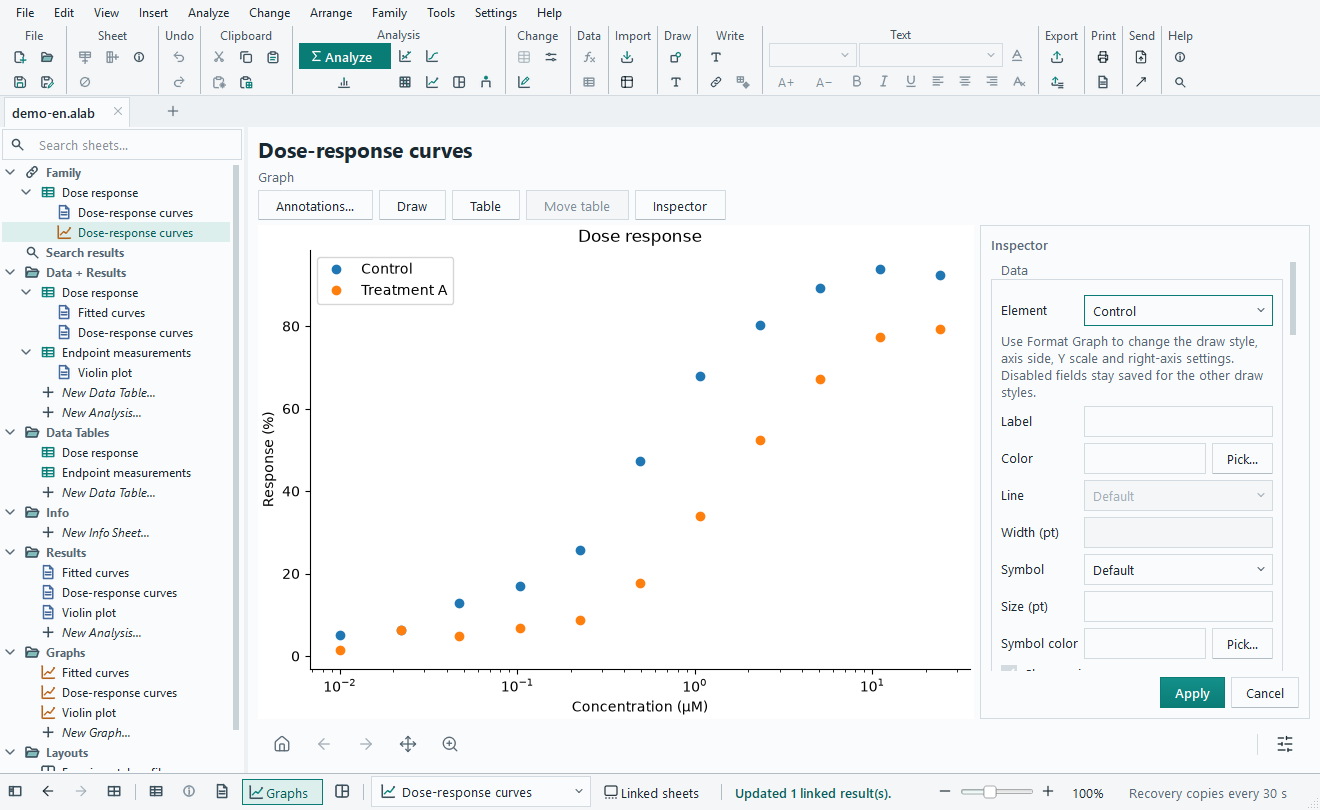 File Edit View Insert Analyze Change Arrange Family Tools Settings Help
File Sheet Undo Clipboard Analysis Change Data Import Draw Write Text Export Print Send Help
Σ Analyze
A+ A− B I U
demo-en.alab
Search sheets...
Family
Dose response
Dose-response curves
Dose-response curves
Search results
Data + Results
Dose response
Fitted curves
Dose-response curves
Endpoint measurements
Violin plot
New Data Table...
New Analysis...
Data Tables
Dose response
Endpoint measurements
New Data Table...
Info
New Info Sheet...
Results
Fitted curves
Dose-response curves
Violin plot
New Analysis...
Graphs
Fitted curves
Dose-response curves
Violin plot
New Graph...
Layouts
Dose-response curves
Graph
Annotations... Draw Table Move table Inspector
Dose response
Control
Treatment A
80
60
40
20
0
Response (%)
10⁻² 10⁻¹ 10⁰ 10¹
Concentration (µM)
Inspector
Data
Element Control
Use Format Graph to change the draw style,
axis side, Y scale and right-axis settings.
Disabled fields stay saved for the other draw
styles.
Label
Color Pick...
Line Default
Width (pt)
Symbol Default
Size (pt)
Symbol color Pick...
Apply Cancel
Graphs Dose-response curves Linked sheets Updated 1 linked result(s). 100% Recovery copies every 30 s